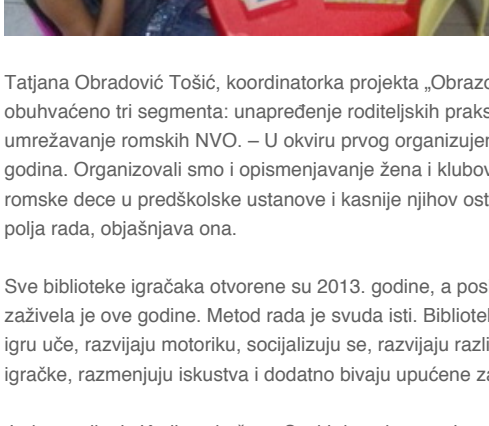 Tatjana Obradović Tošić, koordinatorka projekta „Obrazo
obuhvaćeno tri segmenta: unapređenje roditeljskih praks
umrežavanje romskih NVO. – U okviru prvog organizujem
godina. Organizovali smo i opismenjavanje žena i klubov
romske dece u predškolske ustanove i kasnije njihov ost
polja rada, objašnjava ona.
Sve biblioteke igračaka otvorene su 2013. godine, a pos
zaživela je ove godine. Metod rada je svuda isti. Bibliotek
igru uče, razvijaju motoriku, socijalizuju se, razvijaju razli
igračke, razmenjuju iskustva i dodatno bivaju upućene za